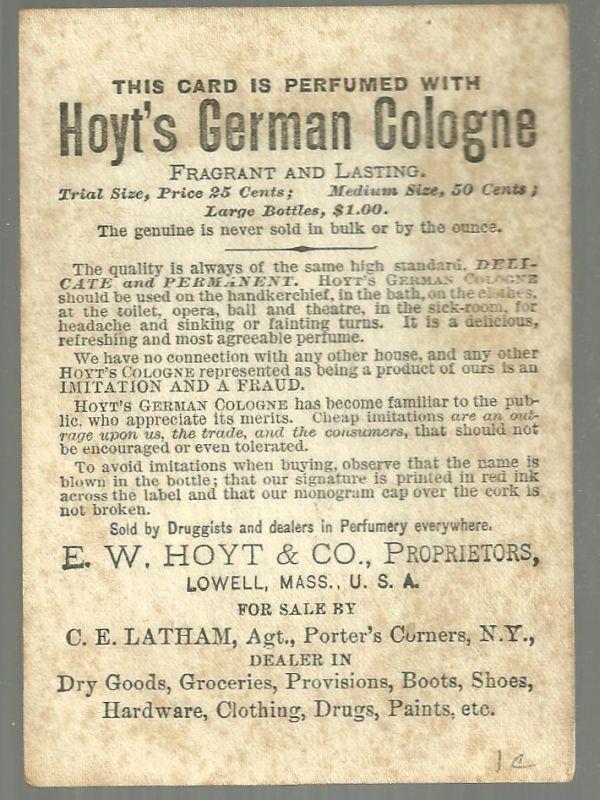 THIS CARD IS PERFUMED WITH
Hoyt's German Cologne
FRAGRANT AND LASTING.
Trial Size, Price 25 Cents; Medium Size, 50 Cents;
Large Bottles, $1.00.
The genuine is never sold in bulk or by the ounce.
The quality is always of the same high standard, DELI-
CATE and PERMANENT. HOYT'S GERMAN COLOGNE
should be used on the handkerchief, in the bath, on the clothes,
at the toilet, opera, ball and theatre, in the sick-room, for
headache and sinking or fainting turns. It is a delicious,
refreshing and most agreeable perfume.
We have no connection with any other house, and any other
HOYT'S COLOGNE represented as being a product of ours is an
IMITATION AND A FRAUD.
HOYT'S GERMAN COLOGNE has become familiar to the pub-
lic, who appreciate its merits. Cheap imitations are an out-
rage upon us, the trade, and the consumers, that should not
be encouraged or even tolerated.
To avoid imitations when buying, observe that the name is
blown in the bottle; that our signature is printed in red ink
across the label and that our monogram cap over the cork is
not broken.
Sold by Druggists and dealers in Perfumery everywhere.
E. W. HOYT & CO., PROPRIETORS,
LOWELL, MASS., U. S. A.
FOR SALE BY
C. E. LATHAM, Agt., Porter's Corners, N.Y.,
DEALER IN
Dry Goods, Groceries, Provisions, Boots, Shoes,
Hardware, Clothing, Drugs, Paints, etc.